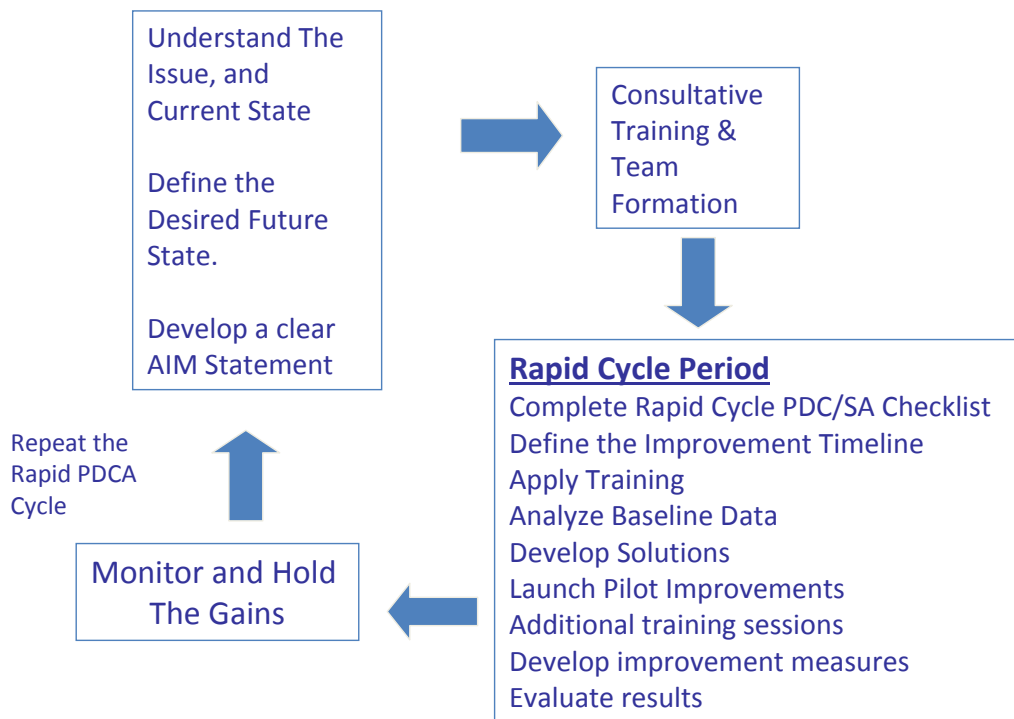 Understand The
Issue, and
Current State
Define the
Desired Future
State.
Develop a clear
AIM Statement
Consultative
Training &
Team
Formation
Rapid Cycle Period
Complete Rapid Cycle PDC/SA Checklist
Define the Improvement Timeline
Apply Training
Analyze Baseline Data
Develop Solutions
Launch Pilot Improvements
Additional training sessions
Develop improvement measures
Evaluate results
Monitor and Hold
The Gains
Repeat the
Rapid PDCA
Cycle